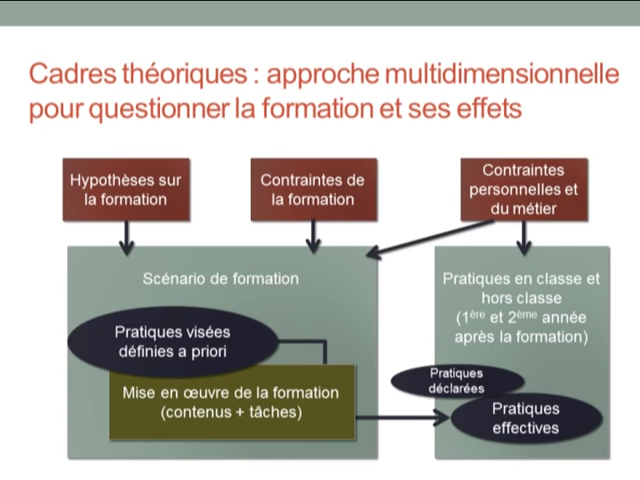 Cadres théoriques : approche multidimensionnelle
pour questionner la formation et ses effets
Hypothèses sur
la formation
Contraintes de
la formation
Contraintes
personnelles et
du métier
Scénario de formation
Pratiques visées
définies a priori
Mise en œuvre de la formation
(contenus + tâches)
Pratiques en classe et
hors classe
(1ère et 2ème année
après la formation)
Pratiques
déclarées
Pratiques
effectives